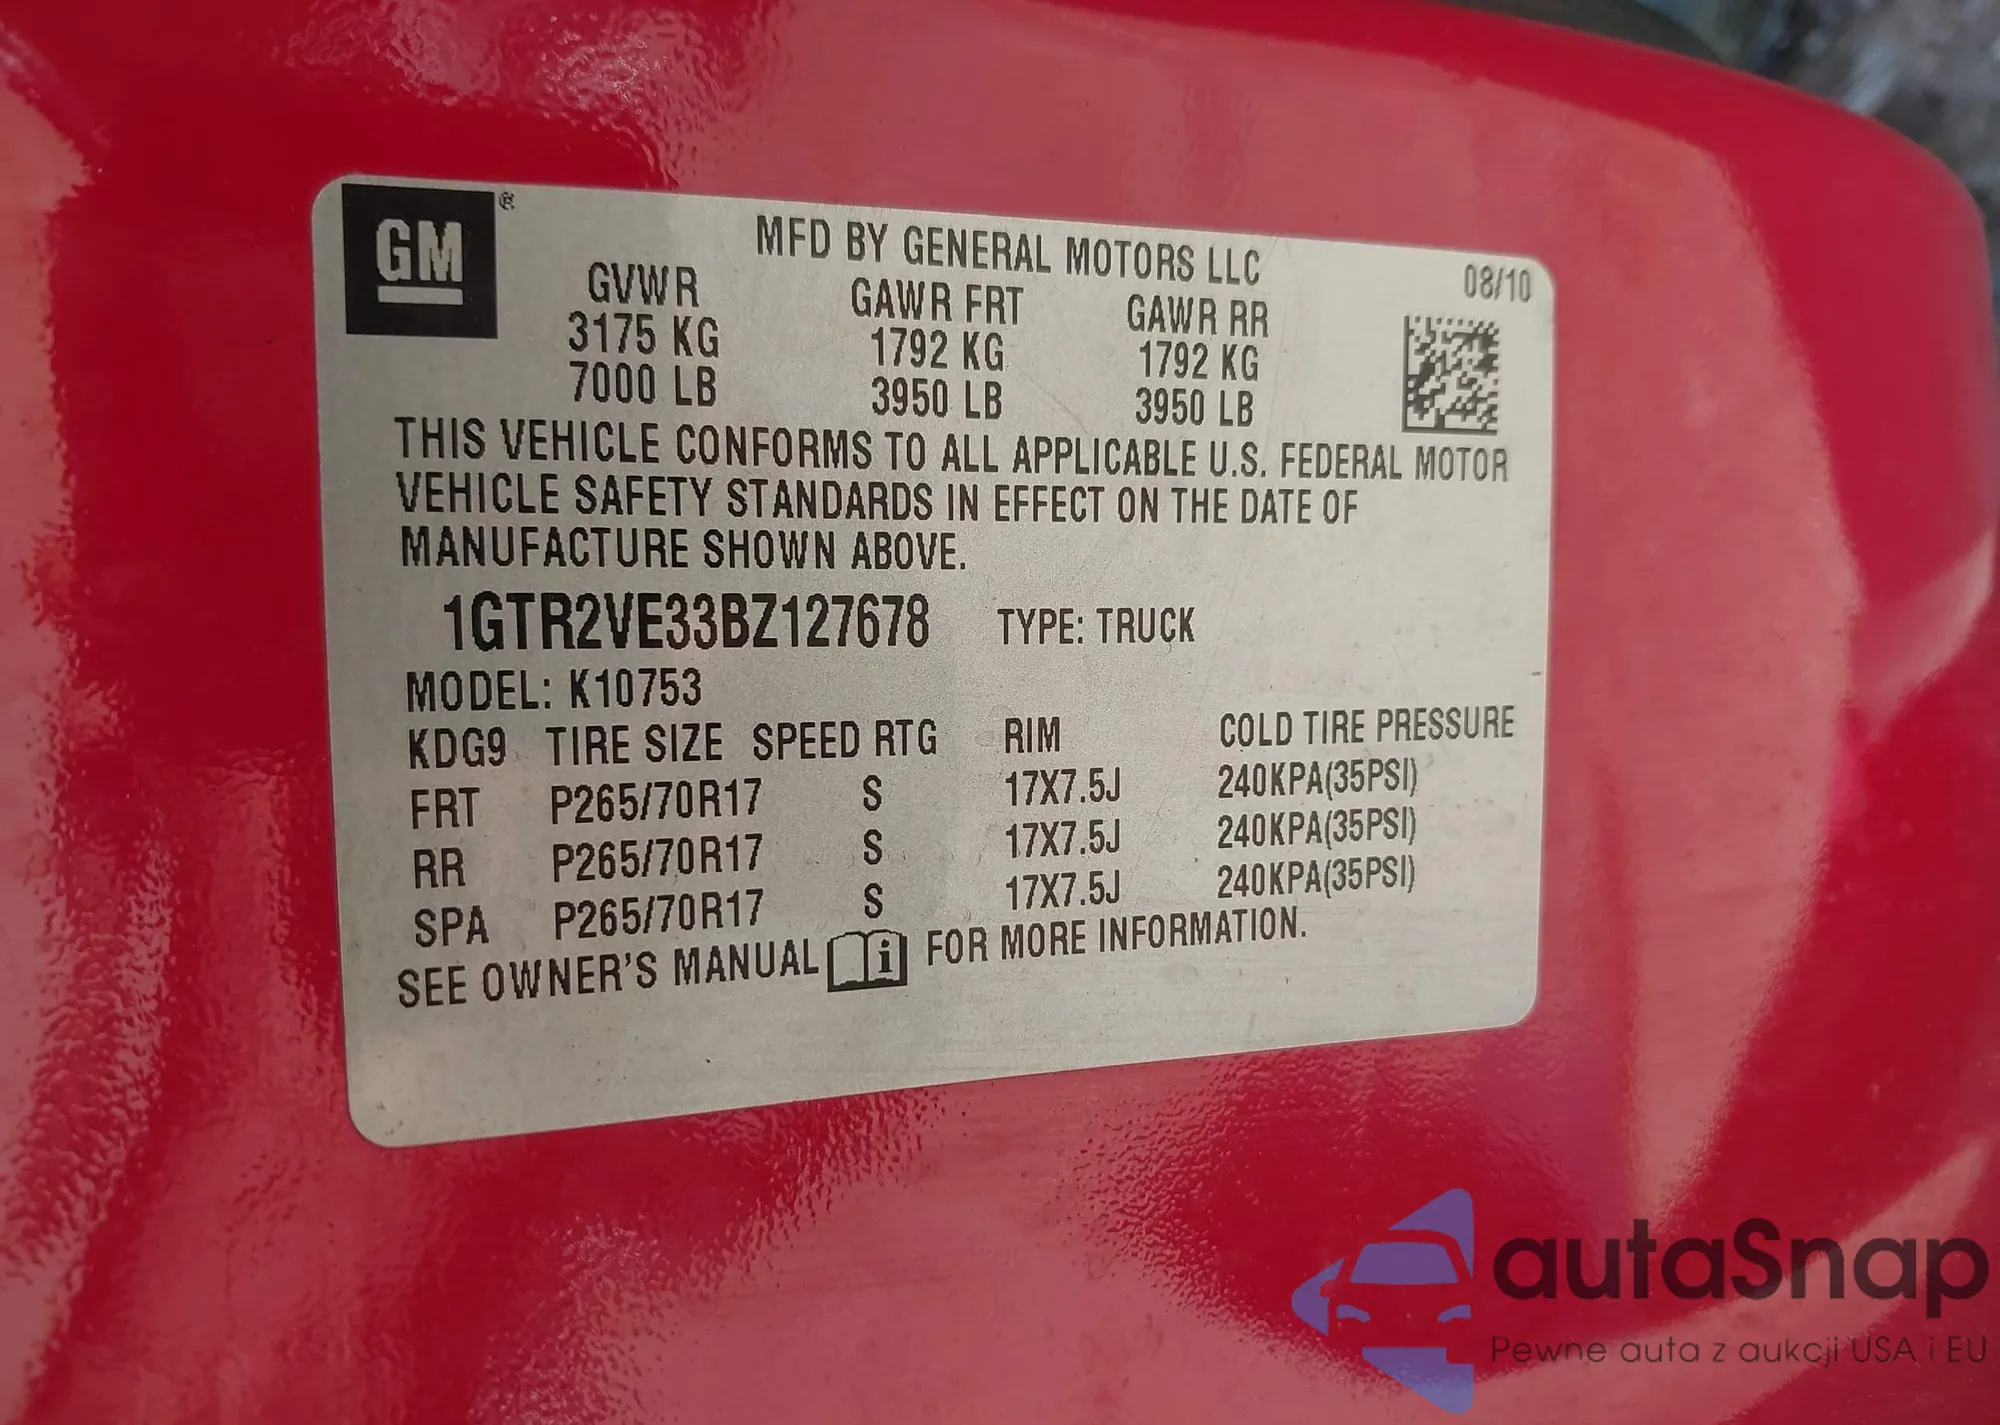 GM ®
MFD BY GENERAL MOTORS LLC
08/10
GVWR GAWR FRT GAWR RR
3175 KG 1792 KG 1792 KG
7000 LB 3950 LB 3950 LB
THIS VEHICLE CONFORMS TO ALL APPLICABLE U.S. FEDERAL MOTOR
VEHICLE SAFETY STANDARDS IN EFFECT ON THE DATE OF
MANUFACTURE SHOWN ABOVE.
1GTR2VE33BZ127678 TYPE: TRUCK
MODEL: K10753
KDG9 TIRE SIZE SPEED RTG RIM COLD TIRE PRESSURE
FRT P265/70R17 S 17X7.5J 240KPA(35PSI)
RR P265/70R17 S 17X7.5J 240KPA(35PSI)
SPA P265/70R17 S 17X7.5J 240KPA(35PSI)
SEE OWNER'S MANUAL i FOR MORE INFORMATION.
autaSnap
Pewne auta z aukcji USA i EU